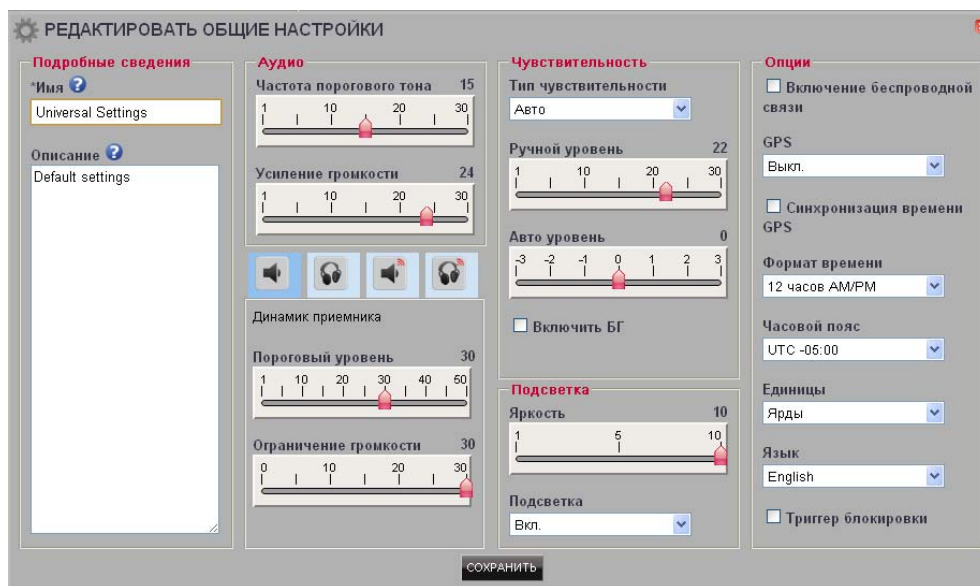 РЕДАКТИРОВАТЬ ОБЩИЕ НАСТРОЙКИ
Подробные сведения
*Имя ?
Universal Settings
Описание ?
Default settings
Аудио
Частота порогового тона 15
1 10 20 30
Усиление громкости 24
1 10 20 30
Динамик приемника
Пороговый уровень 30
1 10 20 30 40 50
Ограничение громкости 30
0 10 20 30
Чувствительность
Тип чувствительности
Авто
Ручной уровень 22
1 10 20 30
Авто уровень 0
-3 -2 -1 0 1 2 3
Включить БГ
Подсветка
Яркость 10
1 5 10
Подсветка
Вкл.
Опции
Включение беспроводной
связи
GPS
Выкл.
Синхронизация времени
GPS
Формат времени
12 часов AM/PM
Часовой пояс
UTC -05:00
Единицы
Ярды
Язык
English
Триггер блокировки
СОХРАНИТЬ